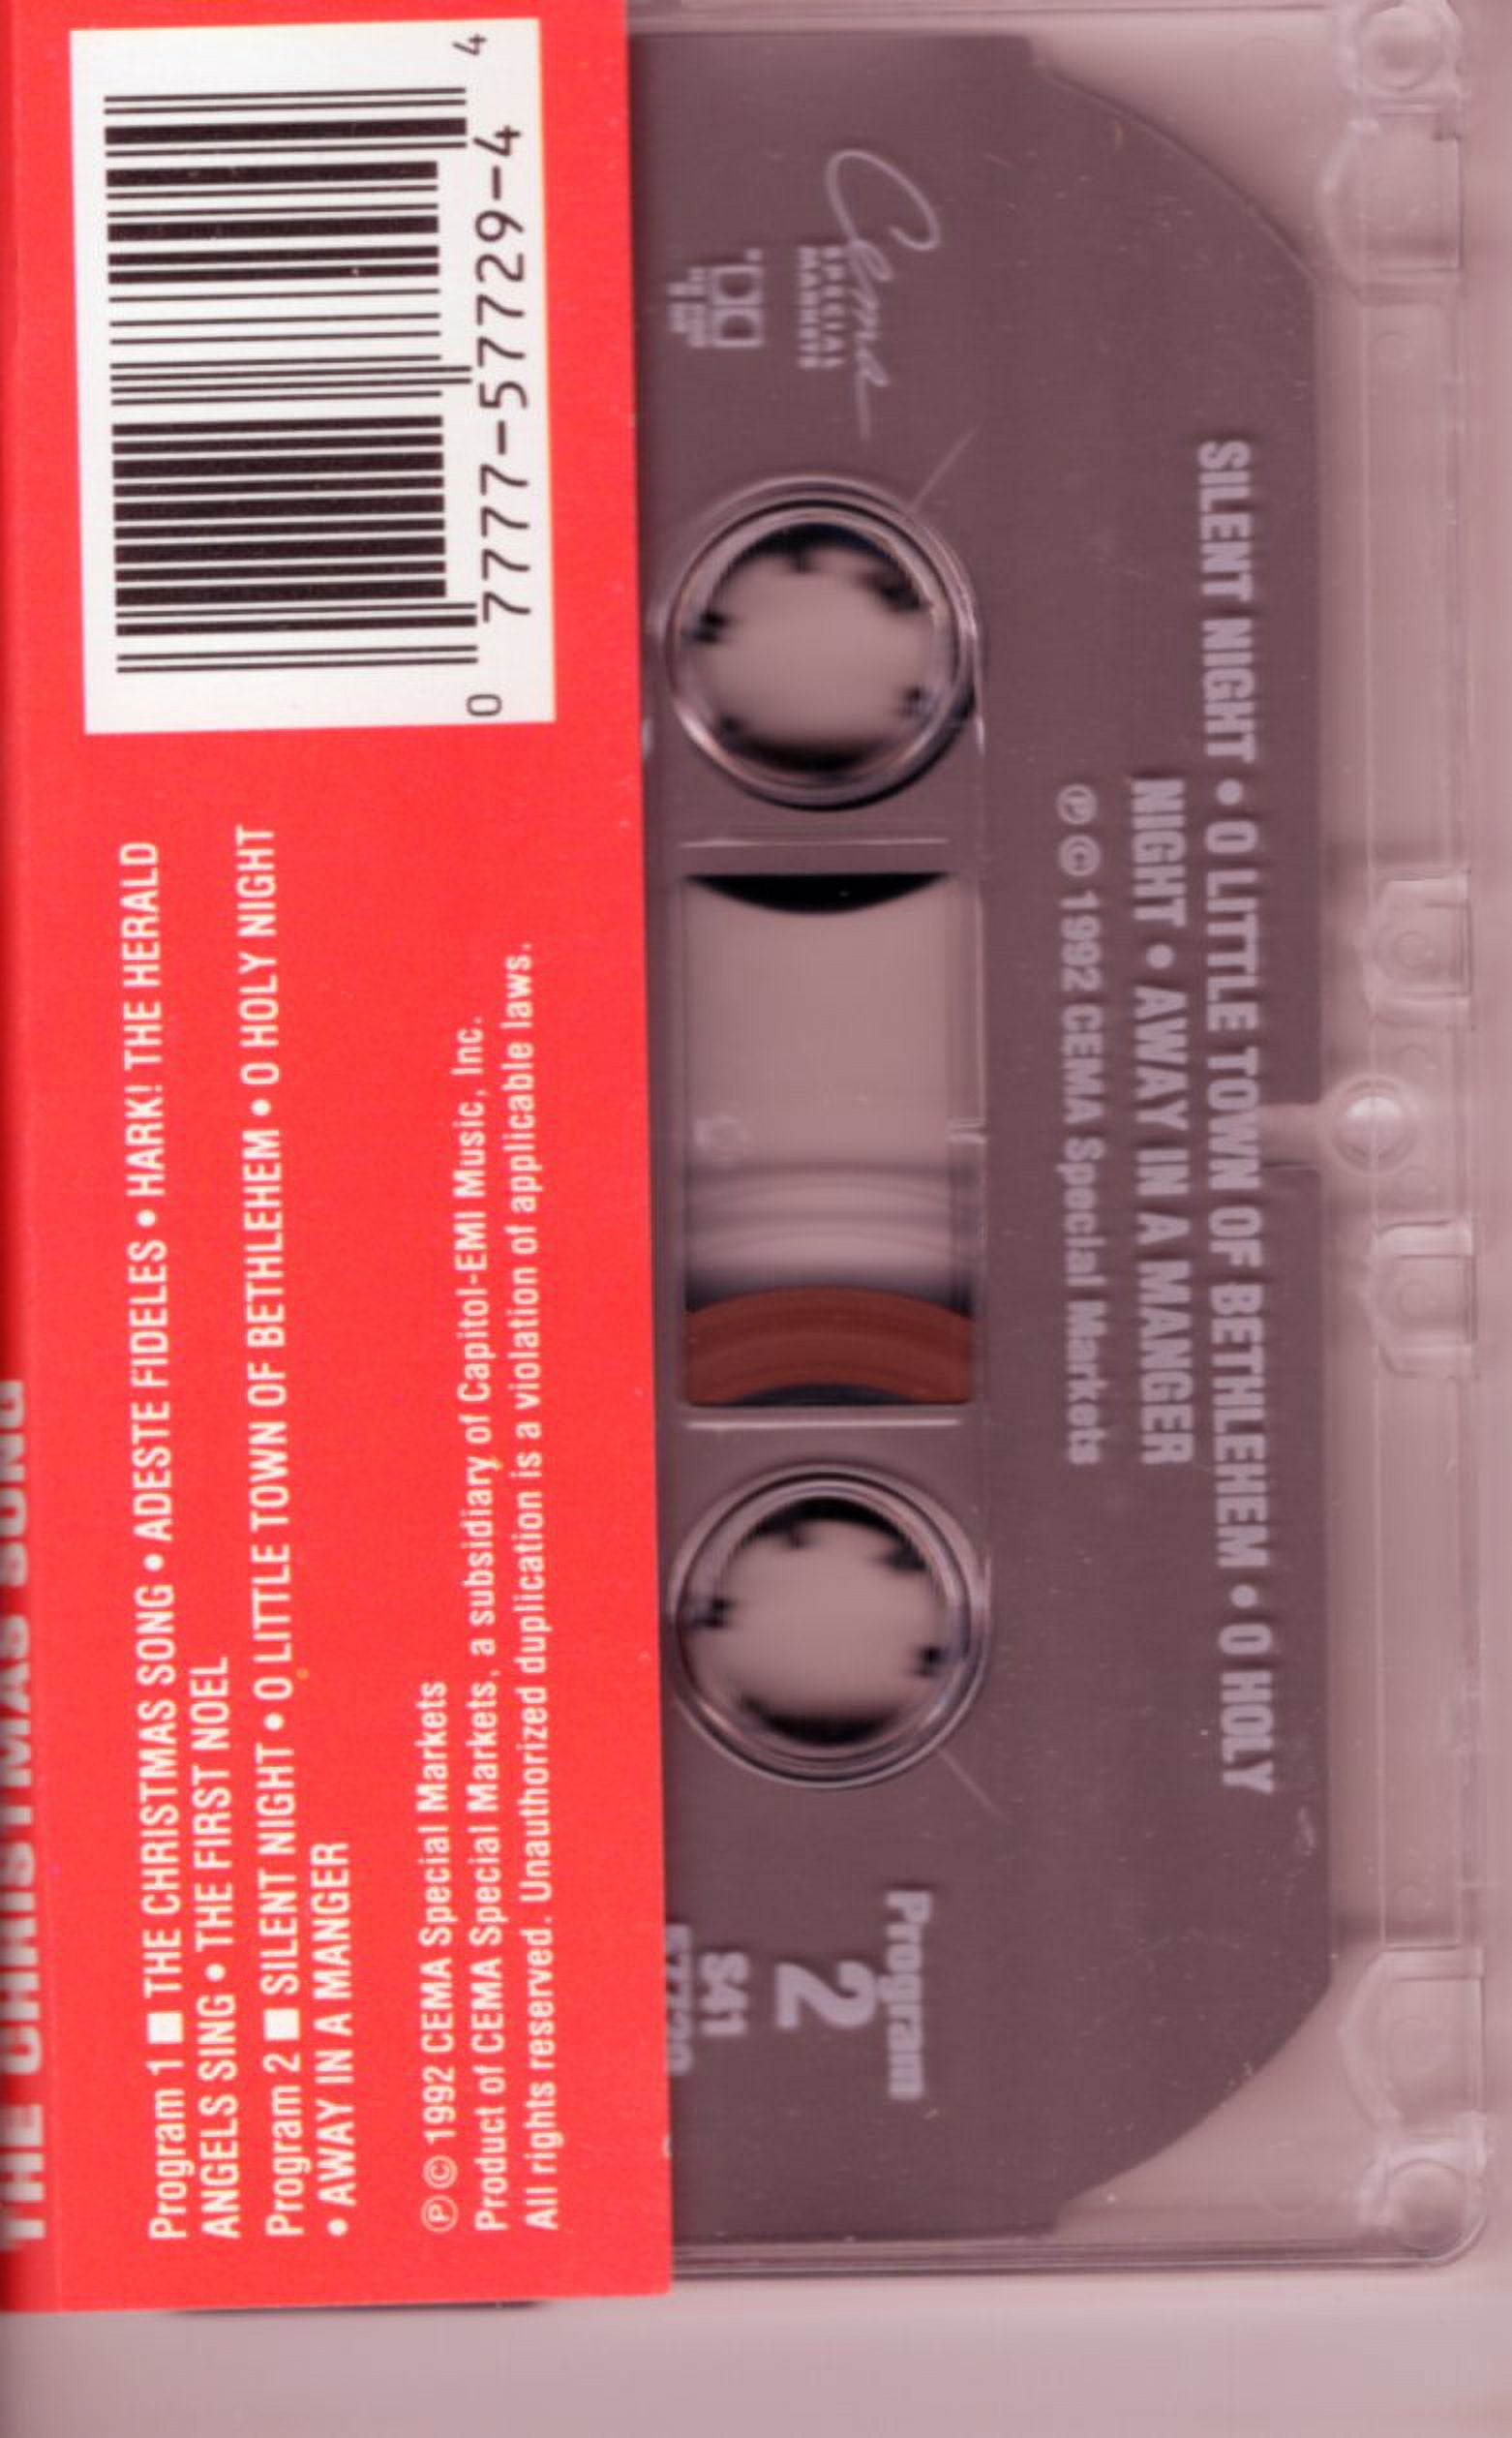 THE CHRISTMAS SONG
Program 1 ■ THE CHRISTMAS SONG • ADESTE FIDELES • HARK! THE HERALD
ANGELS SING • THE FIRST NOEL
Program 2 ■ SILENT NIGHT • O LITTLE TOWN OF BETHLEHEM • O HOLY NIGHT
• AWAY IN A MANGER
℗ © 1992 CEMA Special Markets
Product of CEMA Special Markets, a subsidiary of Capitol-EMI Music, Inc.
All rights reserved. Unauthorized duplication is a violation of applicable laws.
0 7777-57729-4 4
SILENT NIGHT • O LITTLE TOWN OF BETHLEHEM • O HOLY
NIGHT • AWAY IN A MANGER
℗ © 1992 CEMA Special Markets
Cema
SPECIAL
MARKETS
Program
2
S41
57729